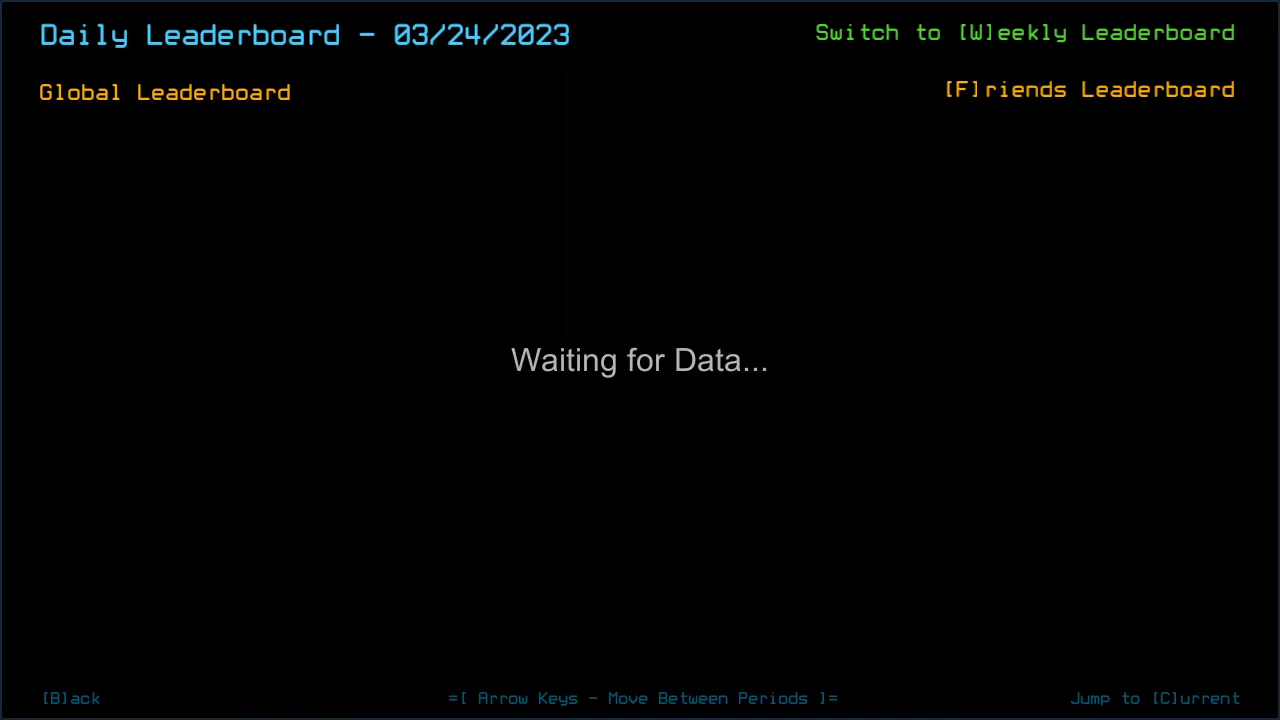 Daily Leaderboard - 03/24/2023
Switch to [W]eekly Leaderboard
Global Leaderboard
[F]riends Leaderboard
Waiting for Data...
[B]ack
=[ Arrow Keys - Move Between Periods ]=
Jump to [C]urrent